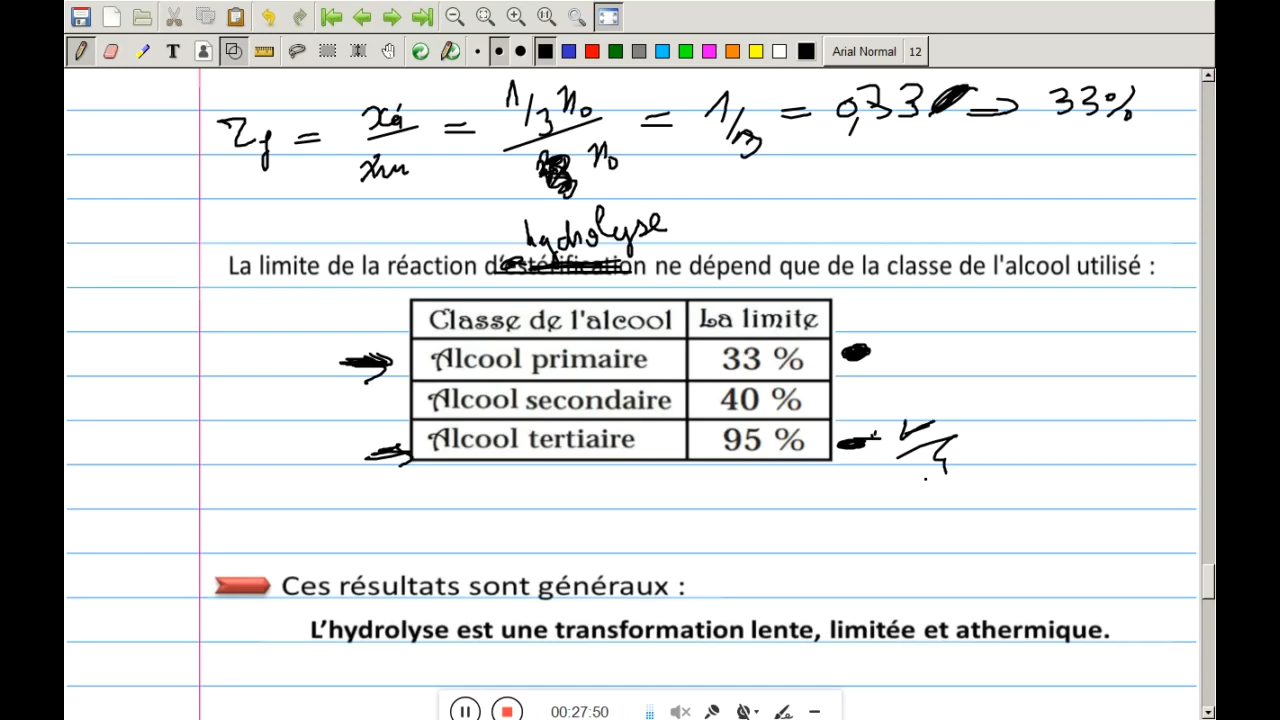 Arial Normal 12
τf = xéq / xm = 1/3 n0 / n0 = 1/3 = 0,33 => 33%
hydrolyse
La limite de la réaction d'estérification ne dépend que de la classe de l'alcool utilisé :
Classe de l'alcool La limite
Alcool primaire 33 %
Alcool secondaire 40 %
Alcool tertiaire 95 %
Ces résultats sont généraux :
L'hydrolyse est une transformation lente, limitée et athermique.
00:27:50